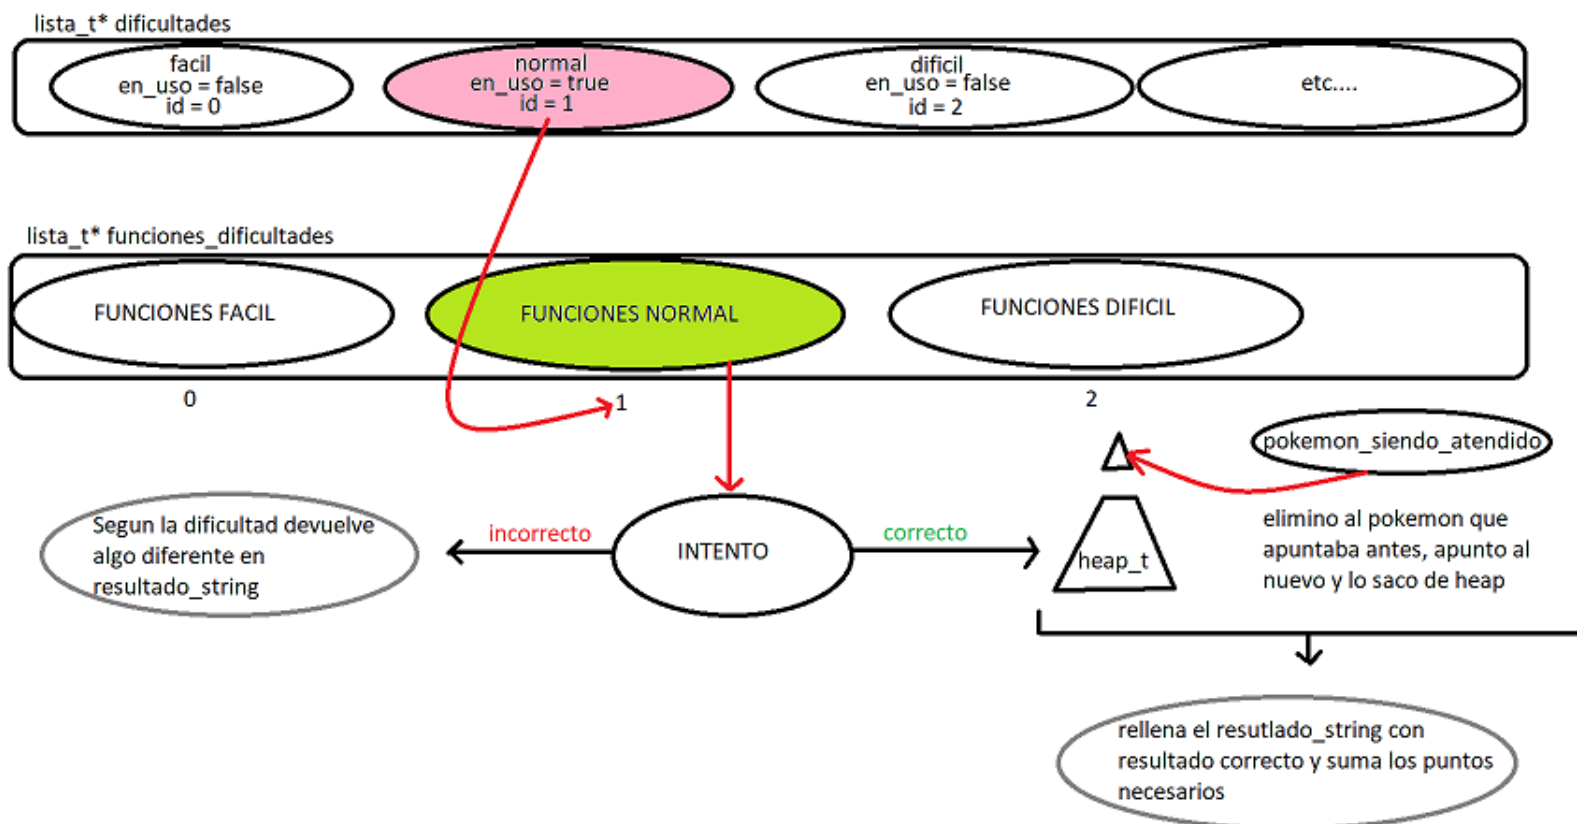 lista_t* dificultades
facil
en_uso = false
id = 0
normal
en_uso = true
id = 1
dificil
en_uso = false
id = 2
etc....
lista_t* funciones_dificultades
FUNCIONES FACIL
FUNCIONES NORMAL
FUNCIONES DIFICIL
0
1
2
pokemon_siendo_atendido
Segun la dificultad devuelve
algo diferente en
resultado_string
incorrecto
INTENTO
correcto
heap_t
elimino al pokemon que
apuntaba antes, apunto al
nuevo y lo saco de heap
rellena el resutlado_string con
resultado correcto y suma los puntos
necesarios